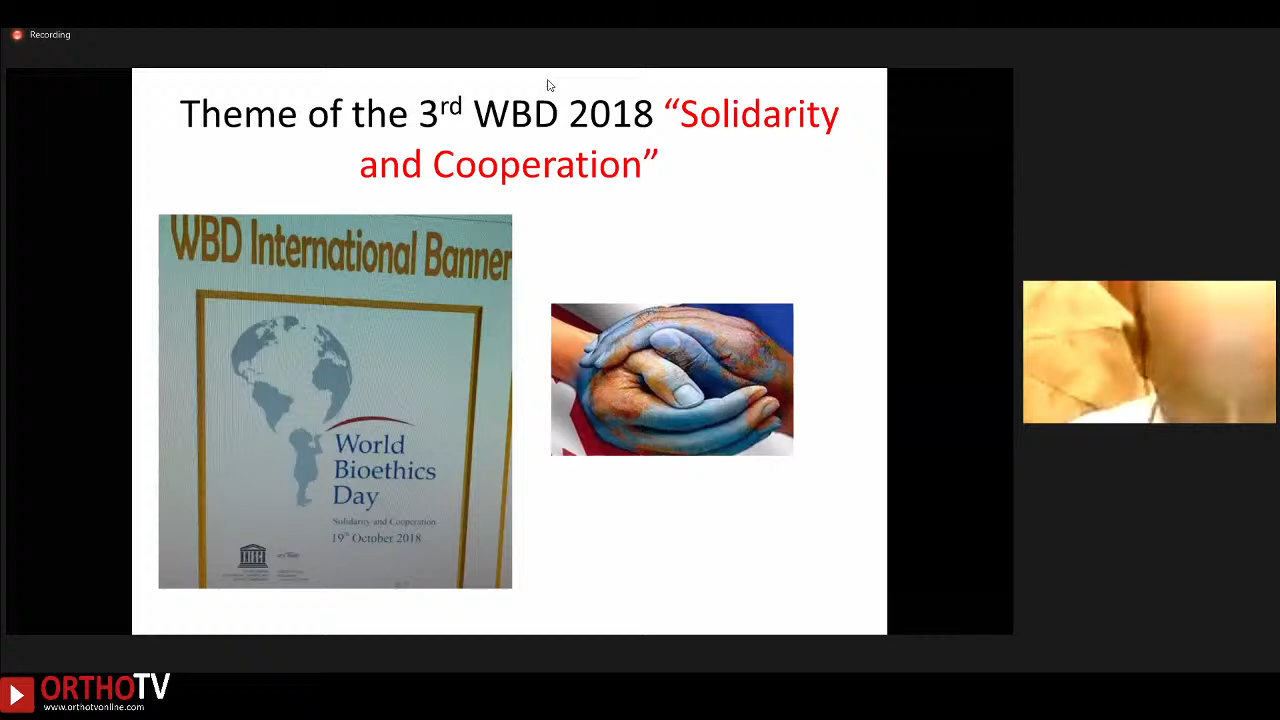 Recording
Theme of the 3rd WBD 2018 “Solidarity
and Cooperation”
WBD International Banner
World
Bioethics
Day
Solidarity and Cooperation
19th October 2018
ORTHOTV
www.orthotvonline.com